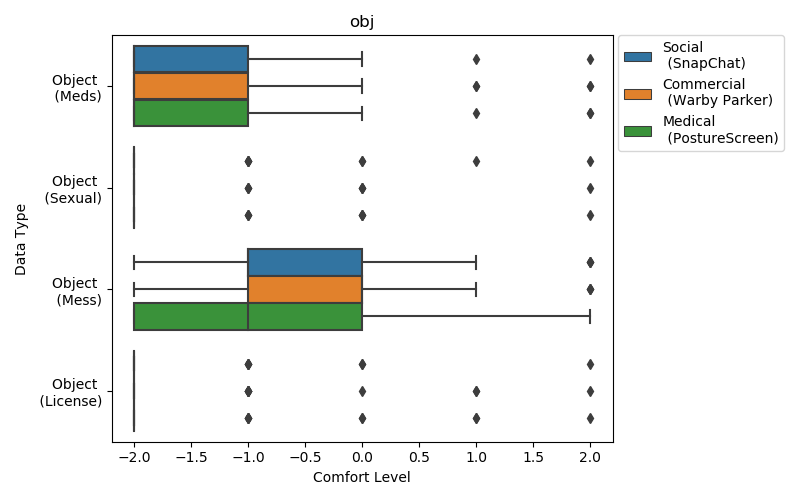 obj
Social
(SnapChat)
Commercial
(Warby Parker)
Medical
(PostureScreen)
Data Type
Object
(Meds)
Object
(Sexual)
Object
(Mess)
Object
(License)
−2.0 −1.5 −1.0 −0.5 0.0 0.5 1.0 1.5 2.0
Comfort Level